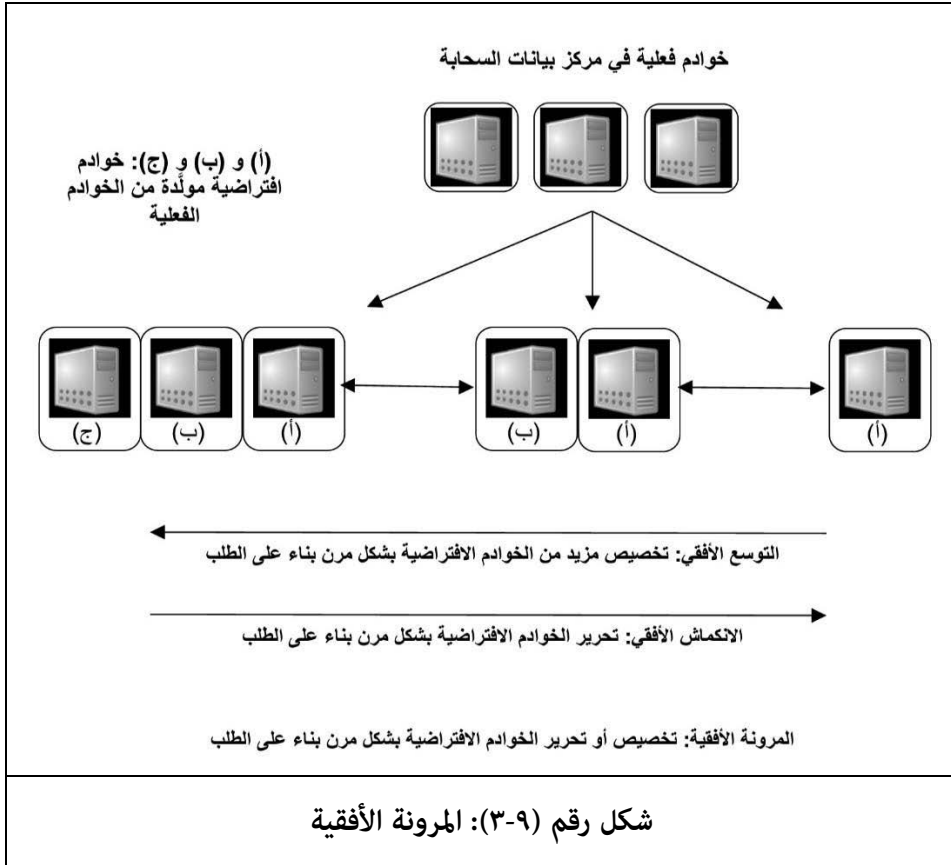 خوادم فعلية في مركز بيانات السحابة
(أ) و (ب) و (ج): خوادم
افتراضية مولَّدة من الخوادم
الفعلية
(أ)
(أ)
(ب)
(أ)
(ب)
(ج)
التوسع الأفقي: تخصيص مزيد من الخوادم الافتراضية بشكل مرن بناء على الطلب
الانكماش الأفقي: تحرير الخوادم الافتراضية بشكل مرن بناء على الطلب
المرونة الأفقية: تخصيص أو تحرير الخوادم الافتراضية بشكل مرن بناء على الطلب
شكل رقم (٩-٣): المرونة الأفقية